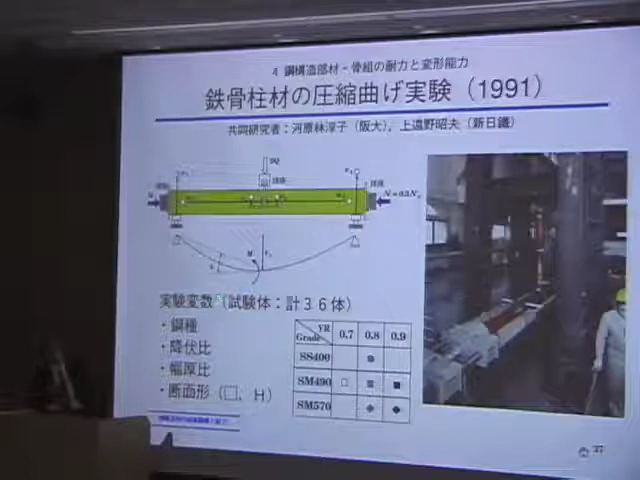 4 鋼構造部材・骨組の耐力と変形能力
鉄骨柱材の圧縮曲げ実験（1991）
共同研究者：河原林淳子（阪大），上遠野昭夫（新日鐵）
実験変数（試験体：計３６体）
・鋼種
・降伏比
・幅厚比
・断面形（□，H）
YR
Grade
0.7 0.8 0.9
SS400
SM490
SM570